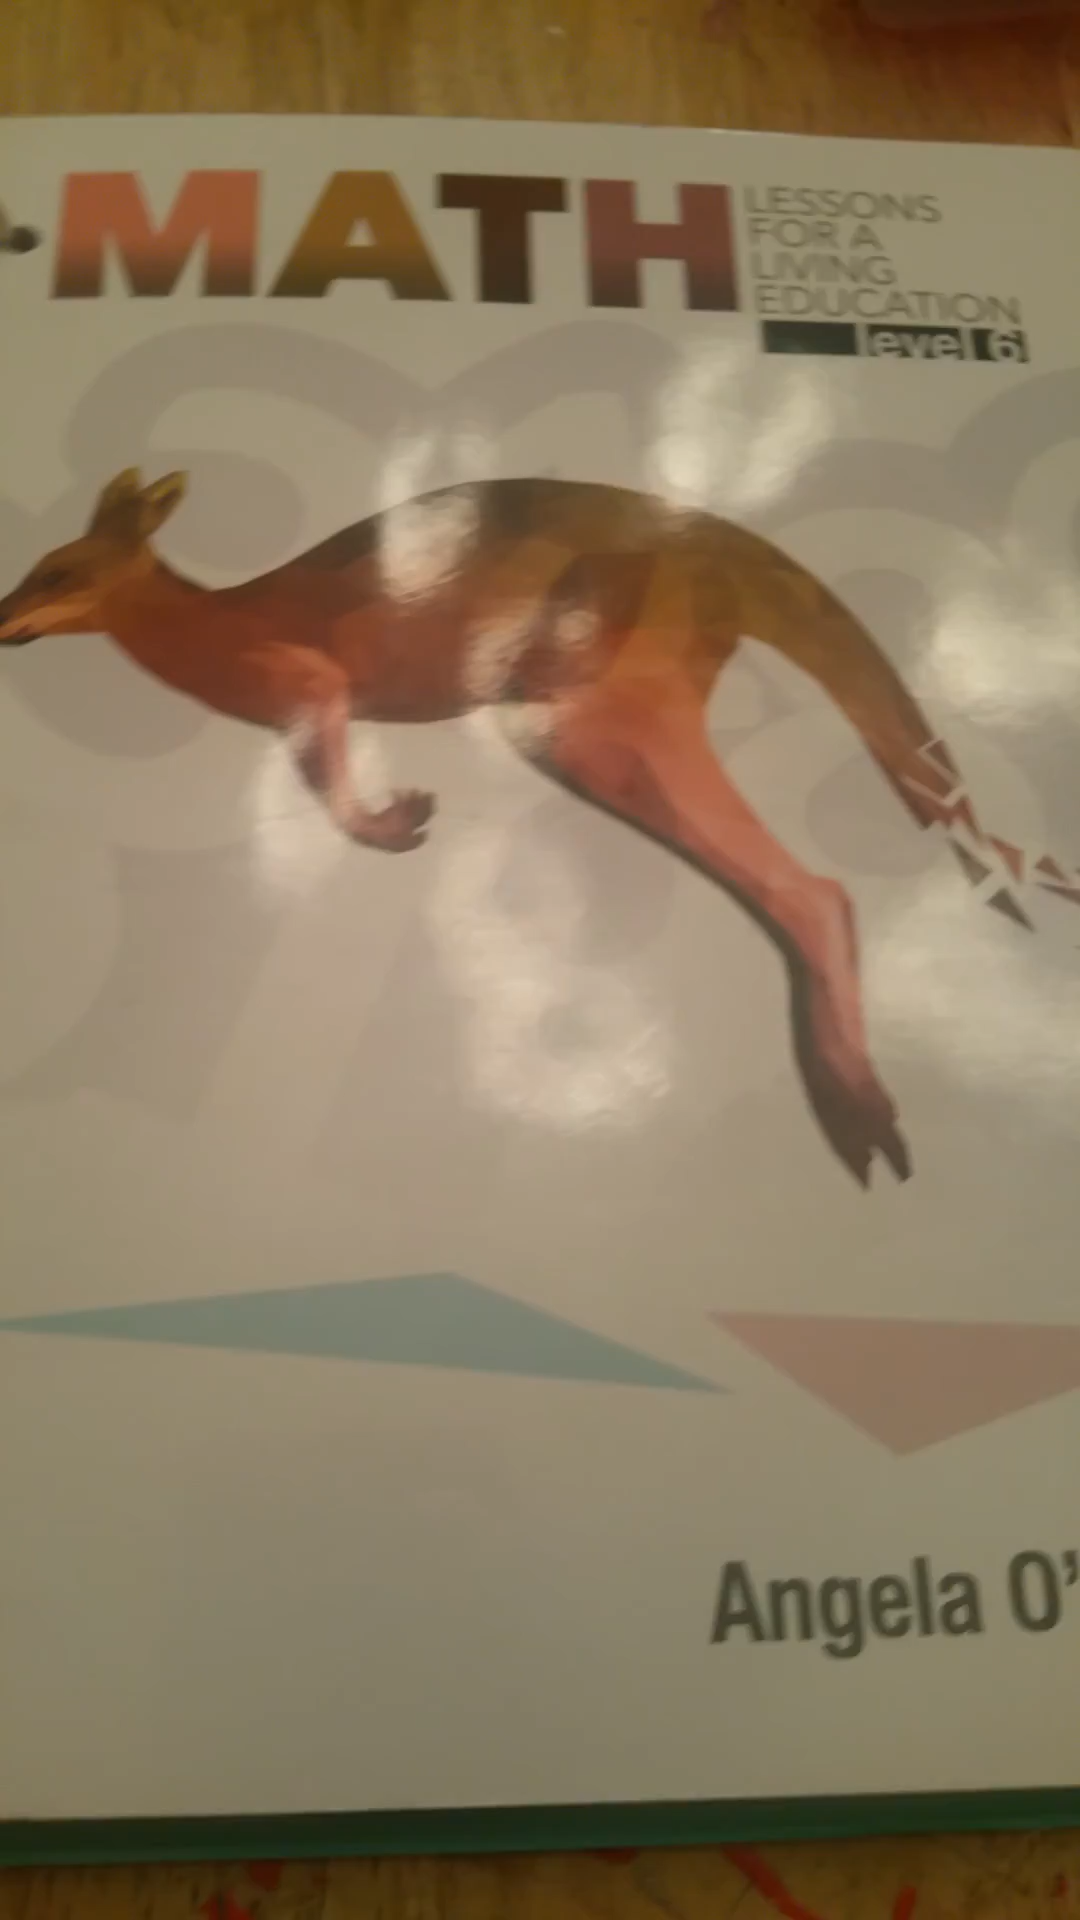 MATH
LESSONS
FOR A
LIVING
EDUCATION
level 6
Angela O'